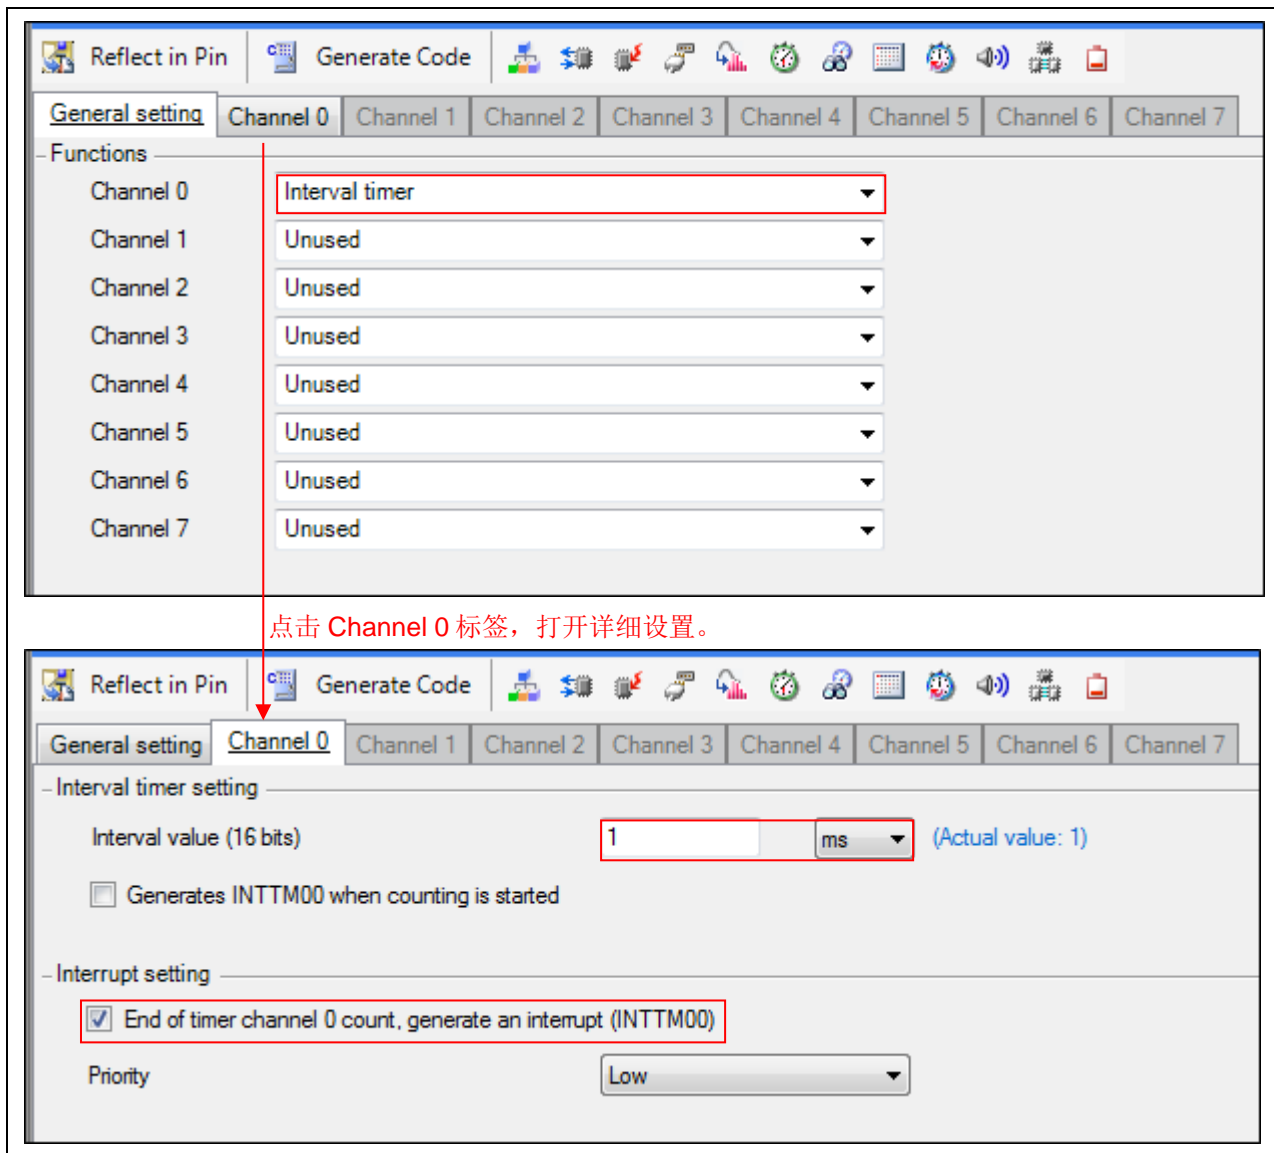 Reflect in Pin Generate Code
General setting Channel 0 Channel 1 Channel 2 Channel 3 Channel 4 Channel 5 Channel 6 Channel 7
Functions
Channel 0 Interval timer
Channel 1 Unused
Channel 2 Unused
Channel 3 Unused
Channel 4 Unused
Channel 5 Unused
Channel 6 Unused
Channel 7 Unused
点击 Channel 0 标签，打开详细设置。
Reflect in Pin Generate Code
General setting Channel 0 Channel 1 Channel 2 Channel 3 Channel 4 Channel 5 Channel 6 Channel 7
Interval timer setting
Interval value (16 bits) 1 ms (Actual value: 1)
Generates INTTM00 when counting is started
Interrupt setting
End of timer channel 0 count, generate an interrupt (INTTM00)
Priority Low